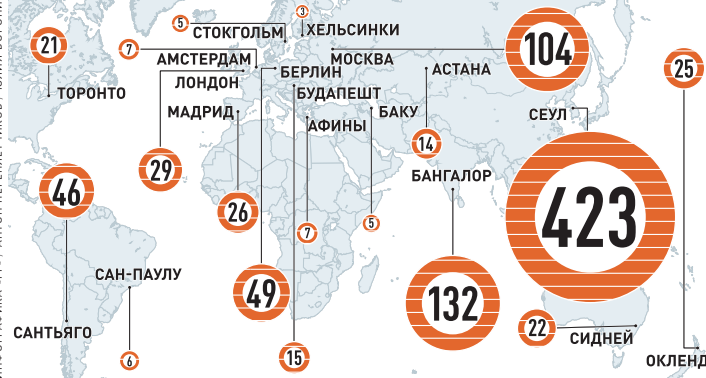 5
СТОКГОЛЬМ
3
ХЕЛЬСИНКИ
21
ТОРОНТО
7
АМСТЕРДАМ
ЛОНДОН
29
БЕРЛИН
49
МОСКВА
104
БУДАПЕШТ
15
МАДРИД
26
АФИНЫ
7
БАКУ
5
АСТАНА
14
СЕУЛ
423
25
ОКЛЕНД
БАНГАЛОР
132
46
САНТЬЯГО
САН-ПАУЛУ
6
22
СИДНЕЙ